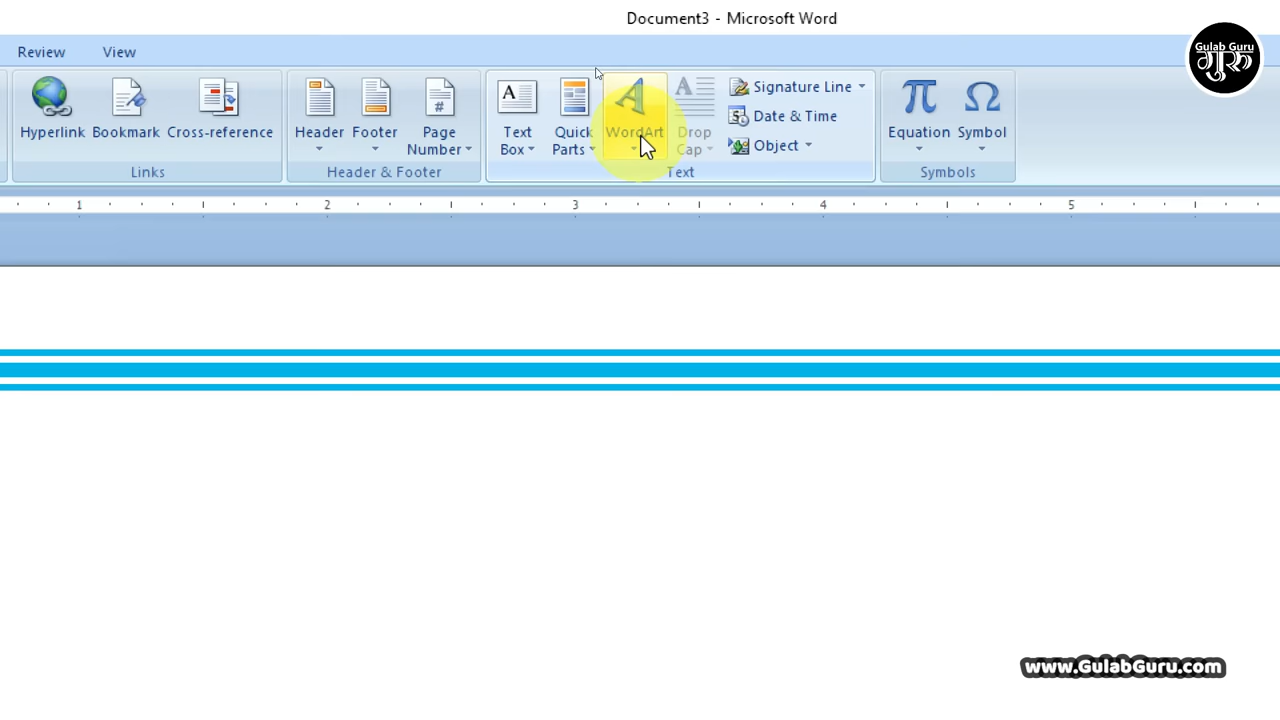 Document3 - Microsoft Word
Review View
Gulab Guru
गुरु
Hyperlink Bookmark Cross-reference
Links
Header Footer Page Number
Header & Footer
Text Box Quick Parts WordArt Drop Cap
Signature Line
Date & Time
Object
Text
Equation Symbol
Symbols
1 2 3 4 5
www.GulabGuru.com